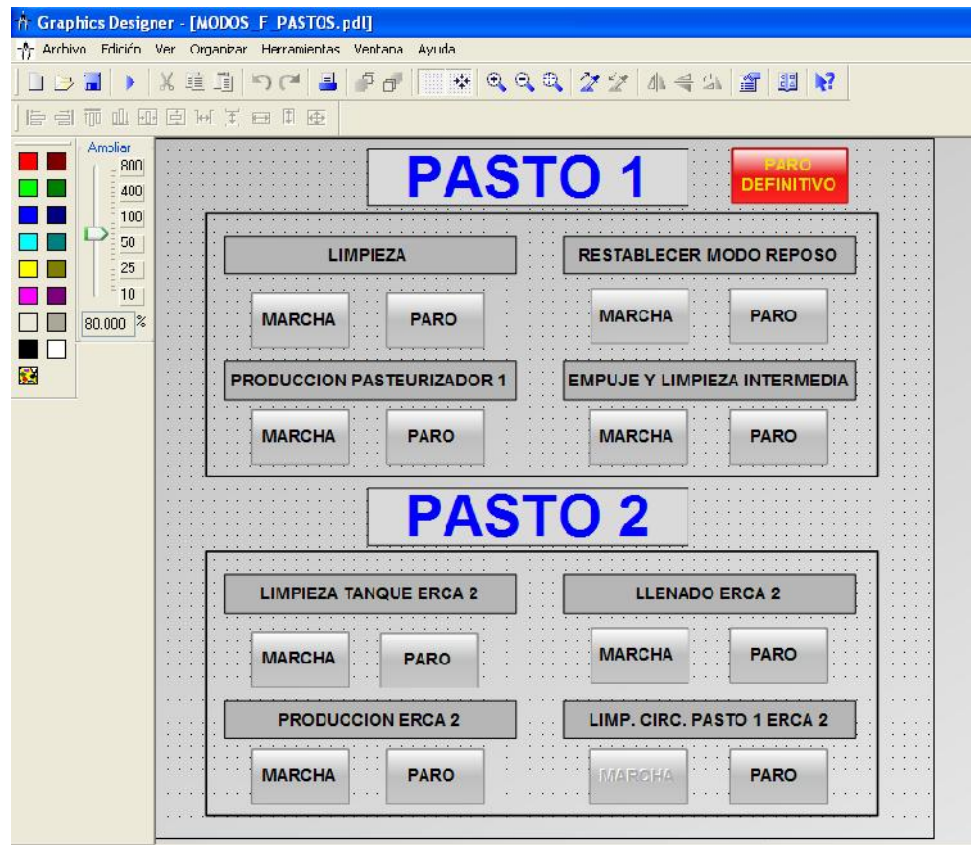 Graphics Designer - [MODOS_F_PASTOS.pdl]
Archivo Edición Ver Organizar Herramientas Ventana Ayuda
Ampliar
800
400
100
50
25
10
80.000 %
PASTO 1
PARO
DEFINITIVO
LIMPIEZA RESTABLECER MODO REPOSO
MARCHA PARO MARCHA PARO
PRODUCCION PASTEURIZADOR 1 EMPUJE Y LIMPIEZA INTERMEDIA
MARCHA PARO MARCHA PARO
PASTO 2
LIMPIEZA TANQUE ERCA 2 LLENADO ERCA 2
MARCHA PARO MARCHA PARO
PRODUCCION ERCA 2 LIMP. CIRC. PASTO 1 ERCA 2
MARCHA PARO MARCHA PARO